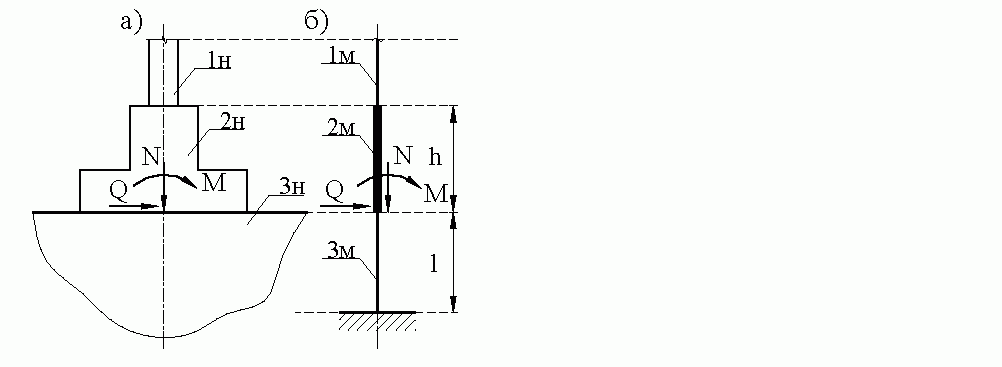 а) б)
1н 1м
2н 2м h
N N
Q M Q M
3н
3м l